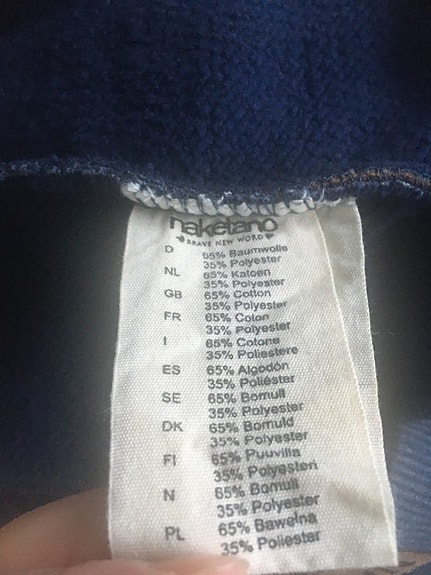 naketano
BRAVE NEW WORD
D 65% Baumwolle
35% Polyester
NL 65% Katoen
35% Polyester
GB 65% Cotton
35% Polyester
FR 65% Coton
35% Polyester
I 65% Cotone
35% Poliestere
ES 65% Algodón
35% Poliéster
SE 65% Bomull
35% Polyester
DK 65% Bomuld
35% Polyester
FI 65% Puuvilla
35% Polyesteri
N 65% Bomull
35% Polyester
PL 65% Bawełna
35% Poliester